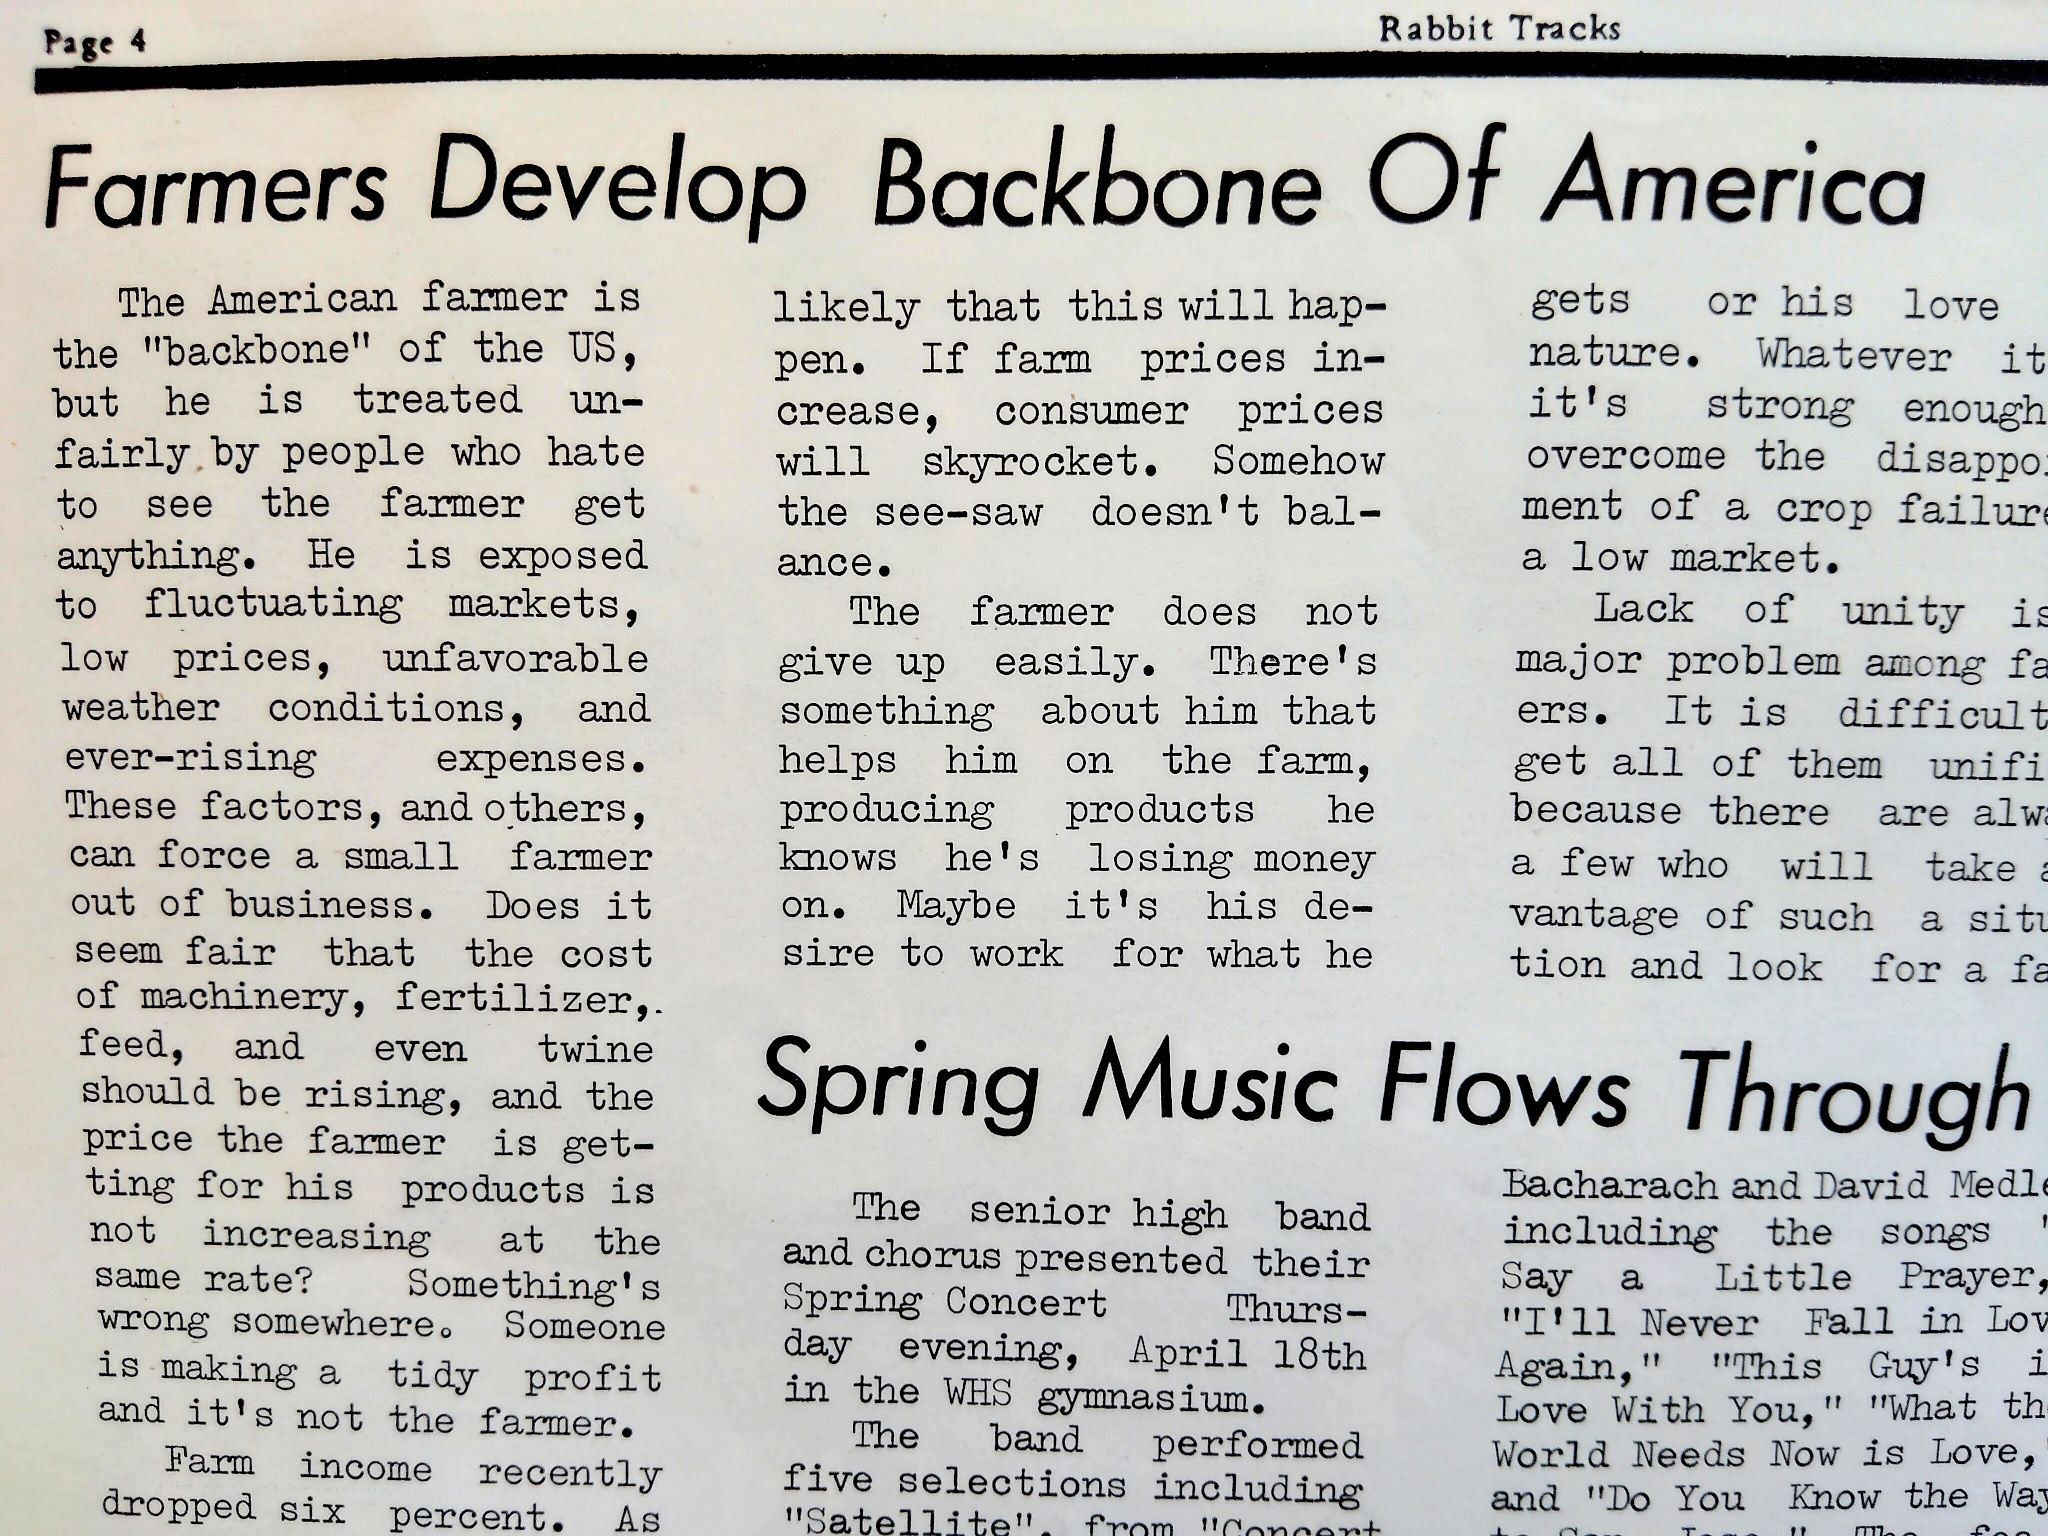 Page 4
Rabbit Tracks
Farmers Develop Backbone Of America
The American farmer is
the "backbone" of the US,
but he is treated un-
fairly by people who hate
to see the farmer get
anything. He is exposed
to fluctuating markets,
low prices, unfavorable
weather conditions, and
ever-rising expenses.
These factors, and others,
can force a small farmer
out of business. Does it
seem fair that the cost
of machinery, fertilizer,.
feed, and even twine
should be rising, and the
price the farmer is get-
ting for his products is
not increasing at the
same rate? Something's
wrong somewhere. Someone
is making a tidy profit
and it's not the farmer.
Farm income recently
dropped six percent. As
likely that this will hap-
pen. If farm prices in-
crease, consumer prices
will skyrocket. Somehow
the see-saw doesn't bal-
ance.
The farmer does not
give up easily. There's
something about him that
helps him on the farm,
producing products he
knows he's losing money
on. Maybe it's his de-
sire to work for what he
gets or his love
nature. Whatever it
it's strong enough
overcome the
ment of a crop failure
a low market.
Lack of unity is
major problem among
ers. It is difficult
get all of them
because there are
a few who will take
vantage of such a
tion and look for a
Spring Music Flows Through
The senior high band
and chorus presented their
Spring Concert Thurs-
day evening, April 18th
in the WHS gymnasium.
The band performed
five selections including
"Satellite", from "Concert
Bacharach and David
including the songs "
Say a Little Prayer,
"I'll Never Fall in
Again," "This Guy's
Love With You," "What
World Needs Now is Love,"
and "Do You Know the Way